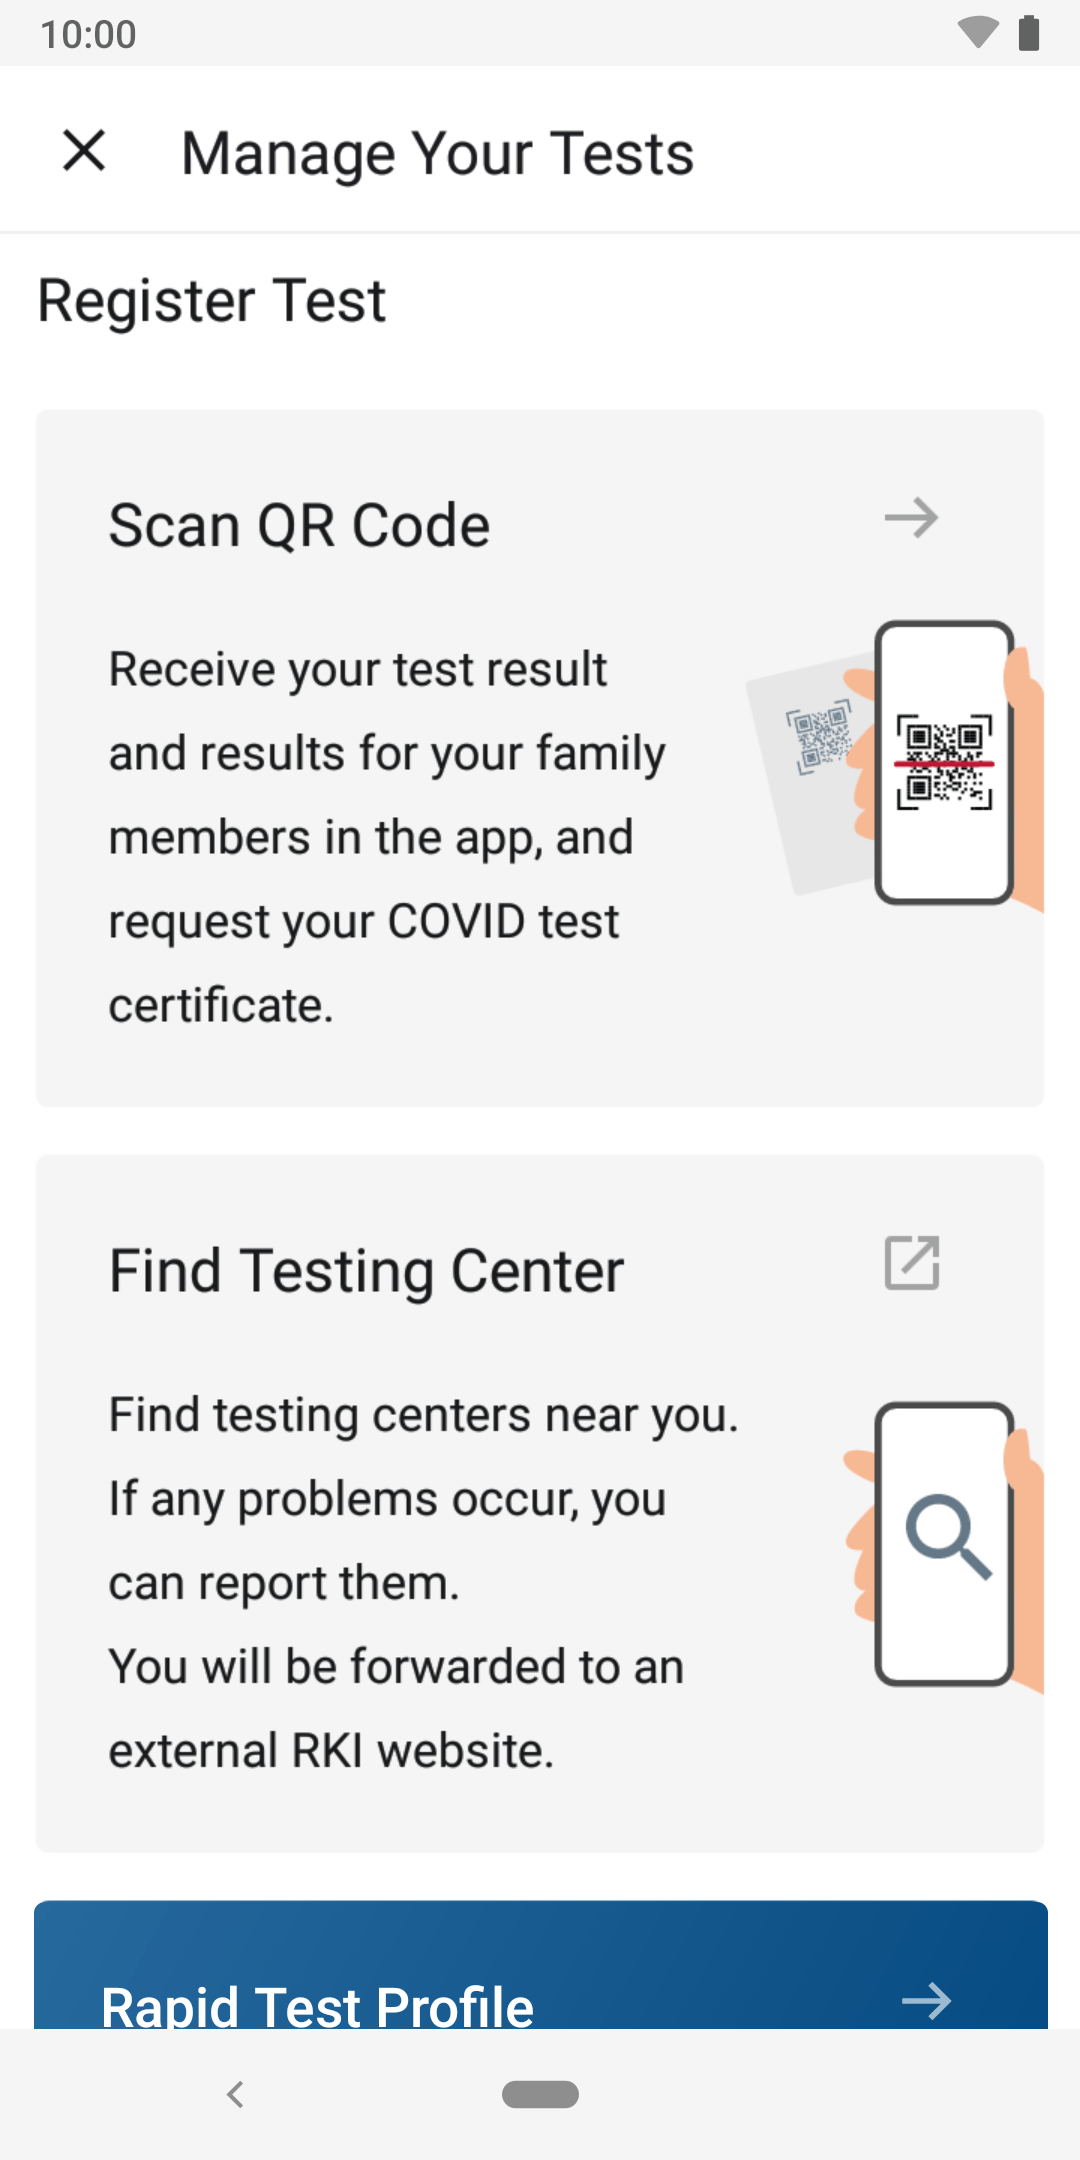 10:00
Manage Your Tests
Register Test
Scan QR Code
Receive your test result
and results for your family
members in the app, and
request your COVID test
certificate.
Find Testing Center
Find testing centers near you.
If any problems occur, you
can report them.
You will be forwarded to an
external RKI website.
Rapid Test Profile